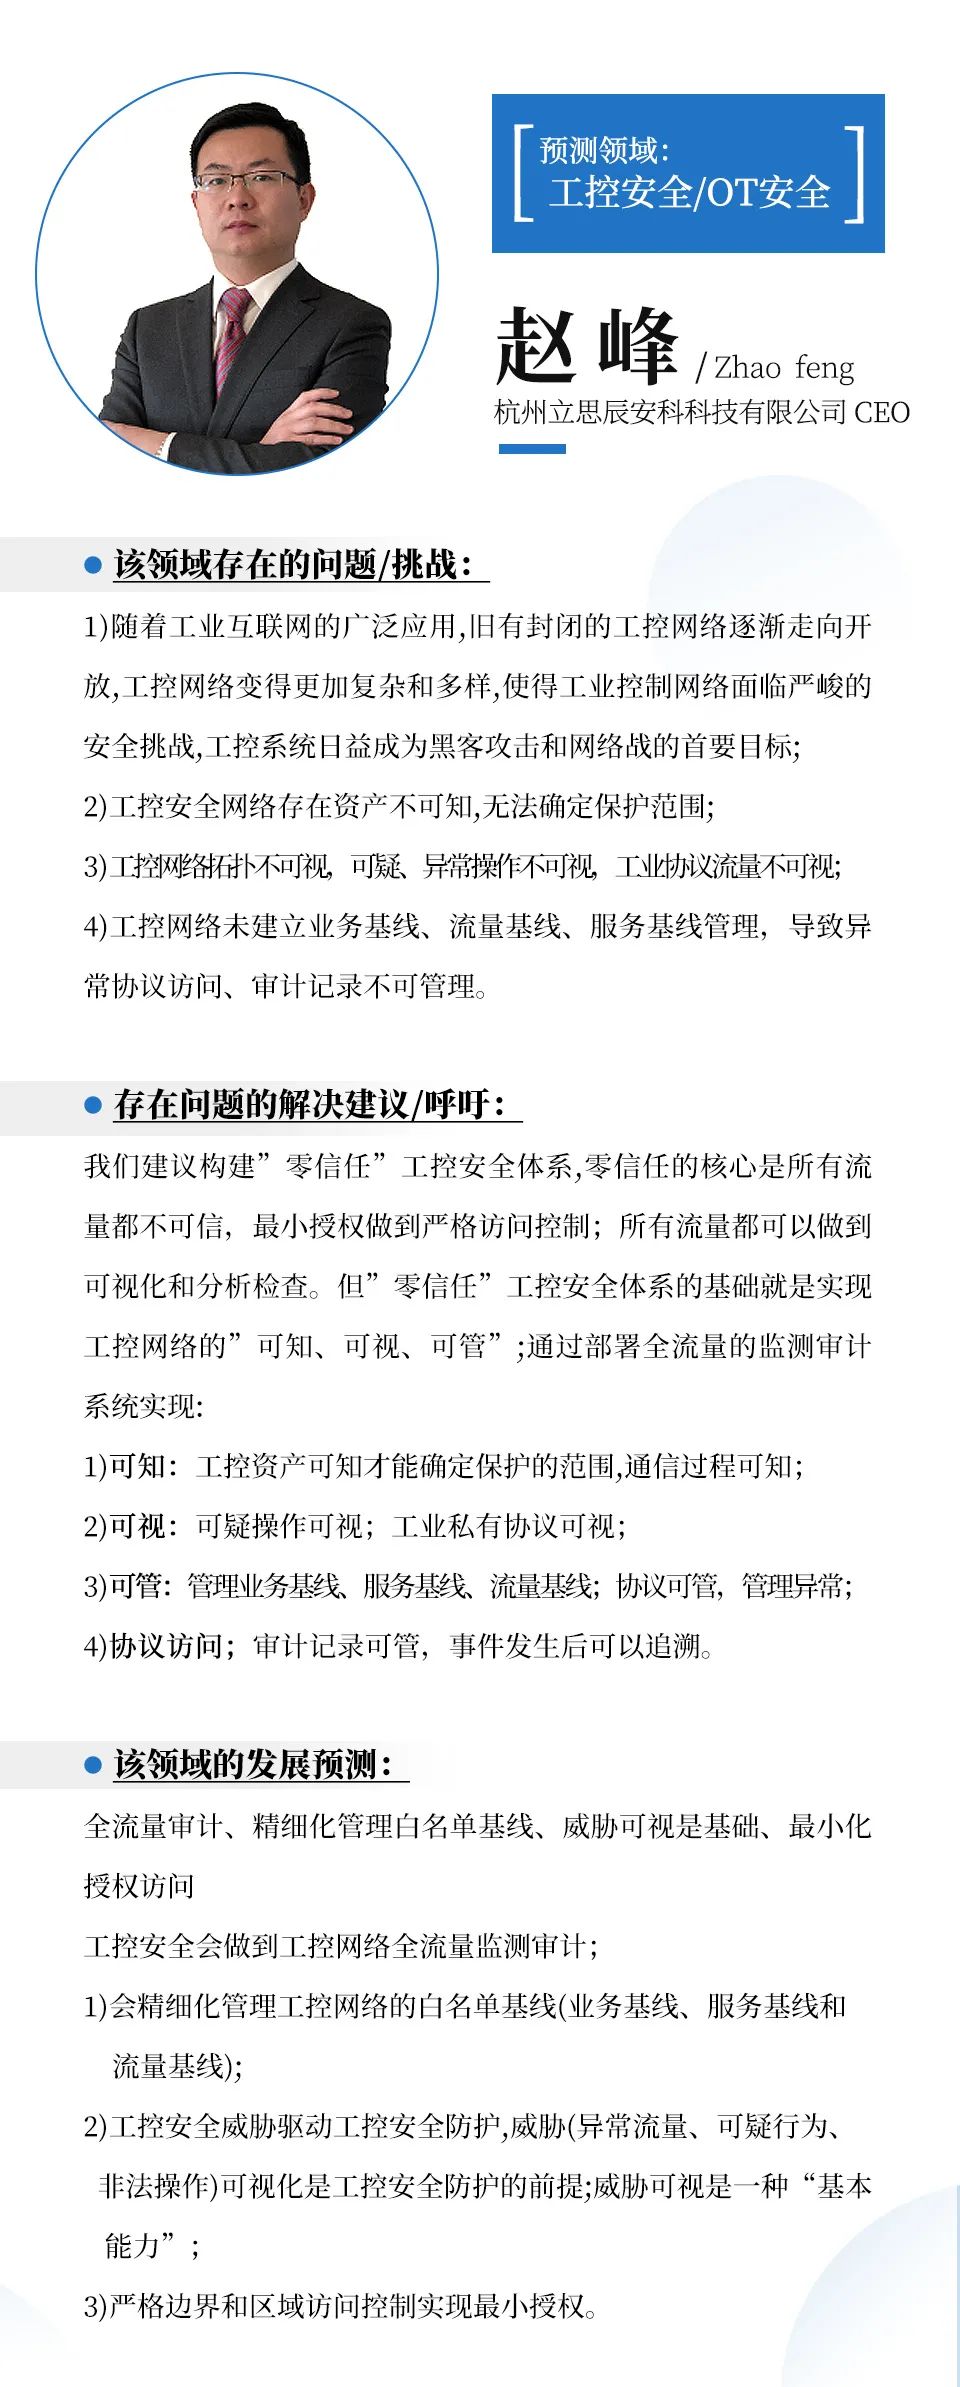 预测领域：
工控安全/OT安全
赵峰 / Zhao feng
杭州立思辰安科科技有限公司 CEO
该领域存在的问题/挑战：
1)随着工业互联网的广泛应用,旧有封闭的工控网络逐渐走向开
放,工控网络变得更加复杂和多样,使得工业控制网络面临严峻的
安全挑战,工控系统日益成为黑客攻击和网络战的首要目标;
2)工控安全网络存在资产不可知,无法确定保护范围;
3)工控网络拓扑不可视，可疑、异常操作不可视，工业协议流量不可视；
4)工控网络未建立业务基线、流量基线、服务基线管理，导致异
常协议访问、审计记录不可管理。
存在问题的解决建议/呼吁：
我们建议构建”零信任”工控安全体系,零信任的核心是所有流
量都不可信，最小授权做到严格访问控制；所有流量都可以做到
可视化和分析检查。但”零信任”工控安全体系的基础就是实现
工控网络的”可知、可视、可管”;通过部署全流量的监测审计
系统实现:
1)可知：工控资产可知才能确定保护的范围,通信过程可知；
2)可视：可疑操作可视；工业私有协议可视；
3)可管：管理业务基线、服务基线、流量基线；协议可管，管理异常；
4)协议访问；审计记录可管，事件发生后可以追溯。
该领域的发展预测：
全流量审计、精细化管理白名单基线、威胁可视是基础、最小化
授权访问
工控安全会做到工控网络全流量监测审计；
1)会精细化管理工控网络的白名单基线(业务基线、服务基线和
流量基线);
2)工控安全威胁驱动工控安全防护,威胁(异常流量、可疑行为、
非法操作)可视化是工控安全防护的前提;威胁可视是一种“基本
能力”；
3)严格边界和区域访问控制实现最小授权。